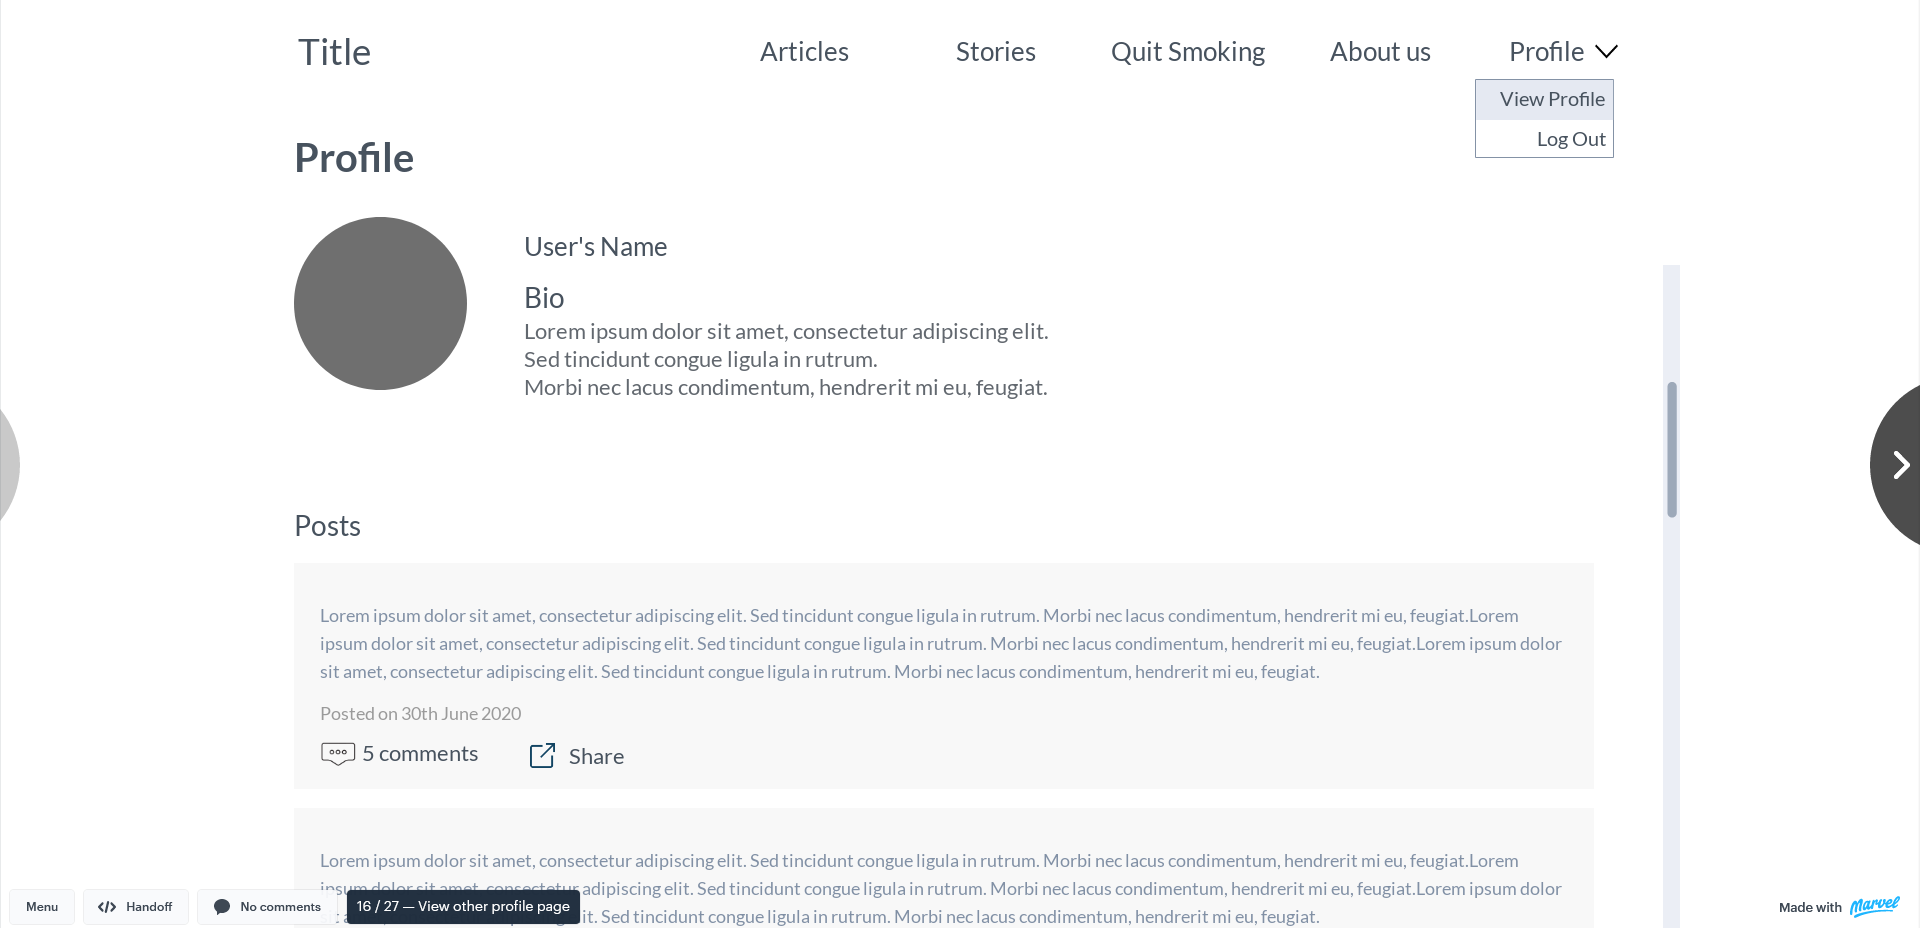 Title
Articles
Stories
Quit Smoking
About us
Profile
View Profile
Log Out
Profile
User's Name
Bio
Lorem ipsum dolor sit amet, consectetur adipiscing elit.
Sed tincidunt congue ligula in rutrum.
Morbi nec lacus condimentum, hendrerit mi eu, feugiat.
Posts
Lorem ipsum dolor sit amet, consectetur adipiscing elit. Sed tincidunt congue ligula in rutrum. Morbi nec lacus condimentum, hendrerit mi eu, feugiat.Lorem
ipsum dolor sit amet, consectetur adipiscing elit. Sed tincidunt congue ligula in rutrum. Morbi nec lacus condimentum, hendrerit mi eu, feugiat.Lorem ipsum dolor
sit amet, consectetur adipiscing elit. Sed tincidunt congue ligula in rutrum. Morbi nec lacus condimentum, hendrerit mi eu, feugiat.
Posted on 30th June 2020
5 comments
Share
Lorem ipsum dolor sit amet, consectetur adipiscing elit. Sed tincidunt congue ligula in rutrum. Morbi nec lacus condimentum, hendrerit mi eu, feugiat.Lorem
ipsum dolor sit amet, consectetur adipiscing elit. Sed tincidunt congue ligula in rutrum. Morbi nec lacus condimentum, hendrerit mi eu, feugiat.Lorem ipsum dolor
Sed tincidunt congue ligula in rutrum. Morbi nec lacus condimentum, hendrerit mi eu, feugiat.
Menu
Handoff
No comments
16 / 27 — View other profile page
Made with Marvel